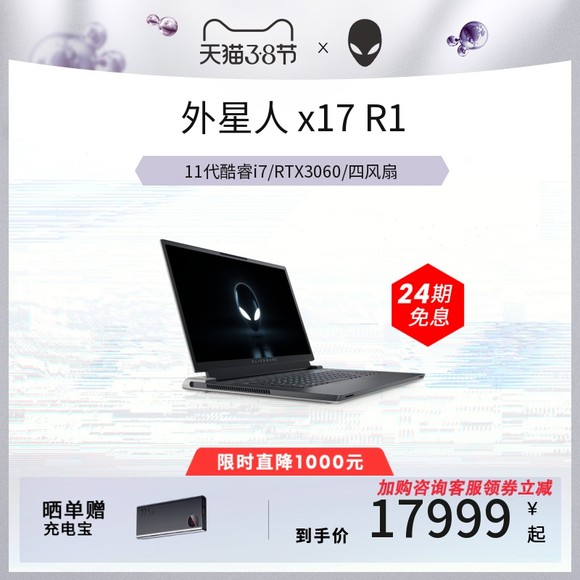 天猫3.8节 x
外星人 x17 R1
11代酷睿i7/RTX3060/四风扇
24期
免息
ALIENWARE
限时直降1000元
加购咨询客服领券立减
晒单赠
充电宝
到手价 17999 ¥起